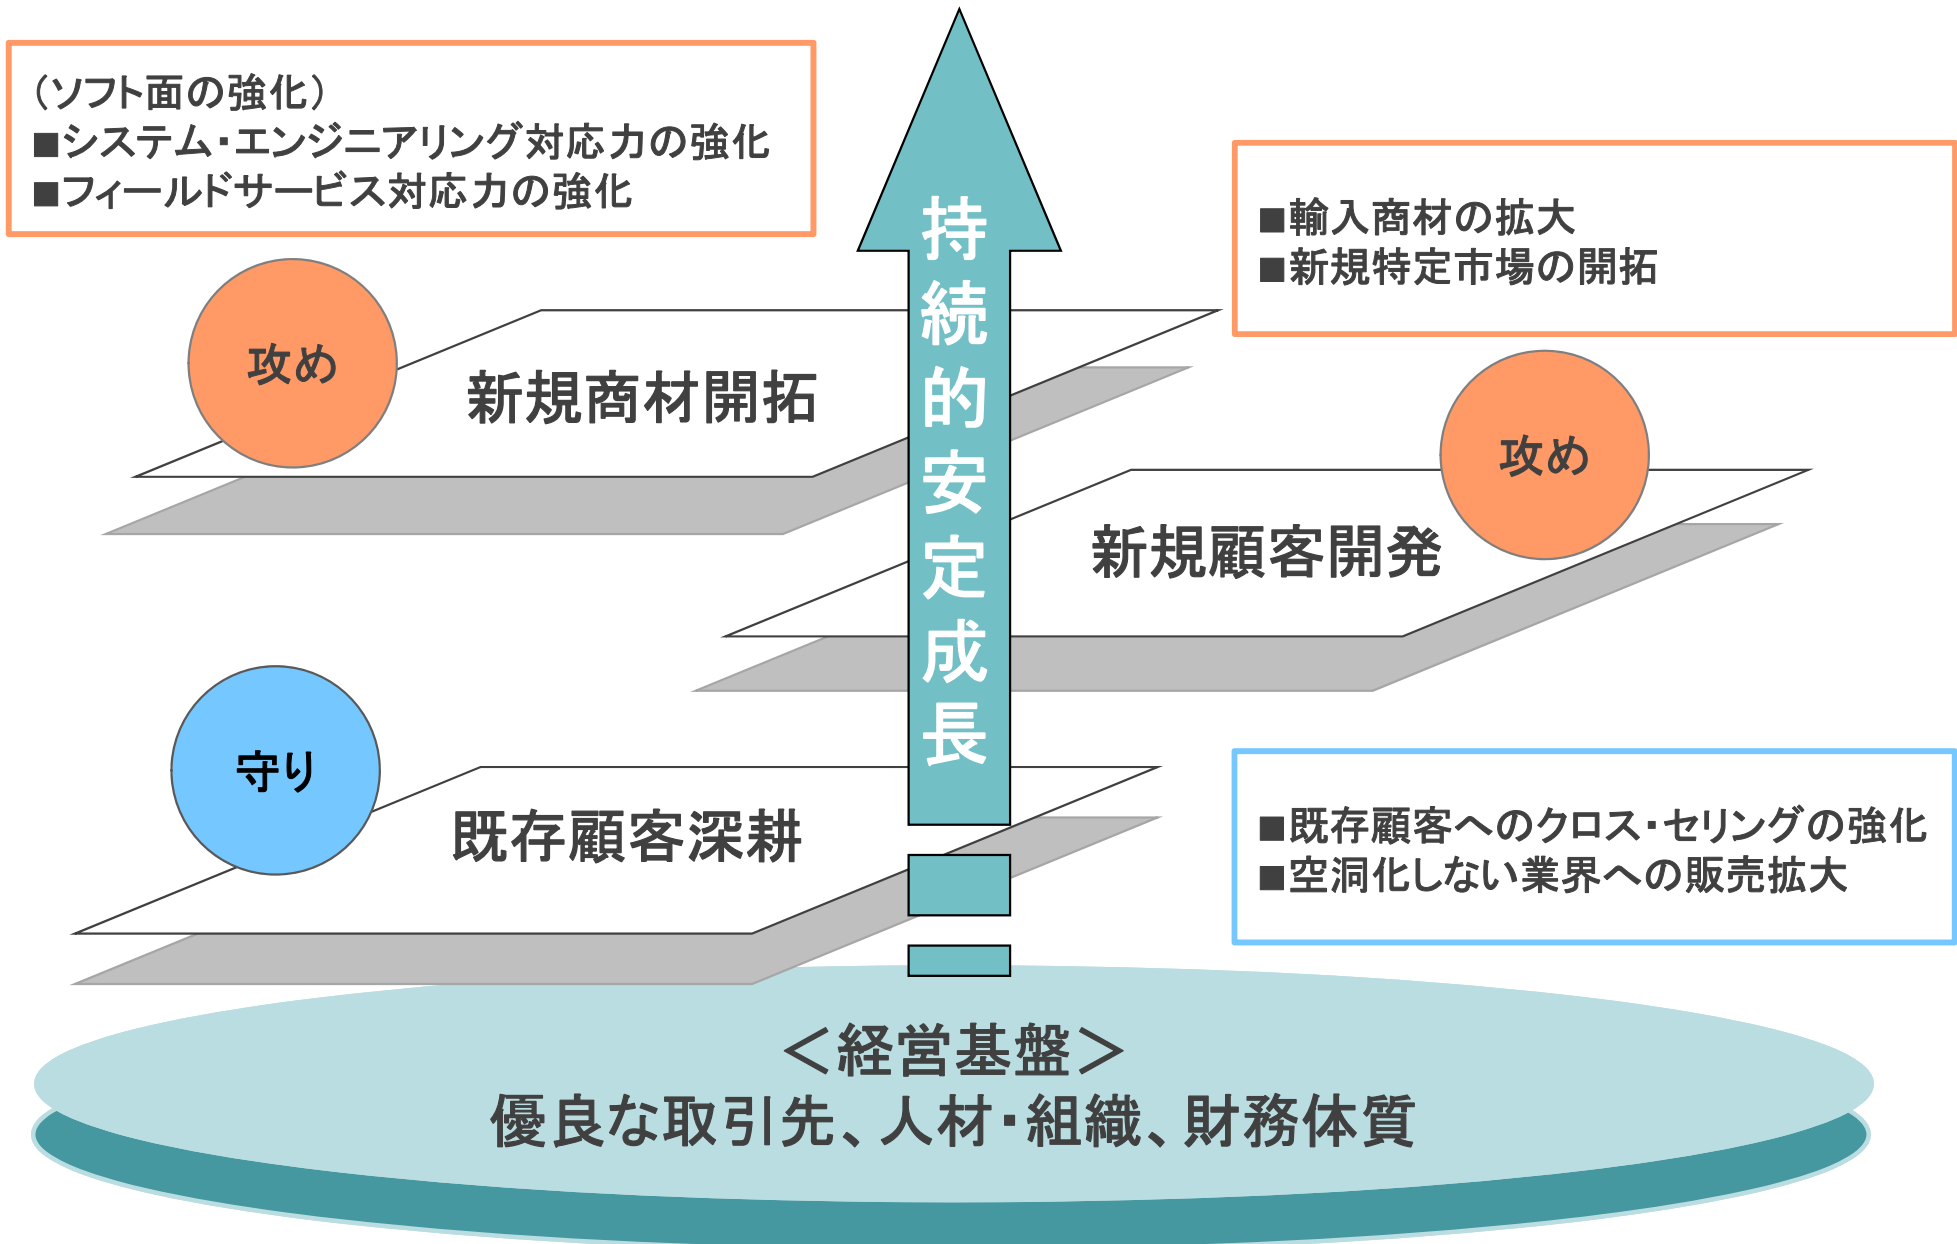 （ソフト面の強化）
■システム・エンジニアリング対応力の強化
■フィールドサービス対応力の強化
■輸入商材の拡大
■新規特定市場の開拓
攻め
新規商材開拓
持続的安定成長
攻め
新規顧客開発
守り
既存顧客深耕
■既存顧客へのクロス・セリングの強化
■空洞化しない業界への販売拡大
＜経営基盤＞
優良な取引先、人材・組織、財務体質